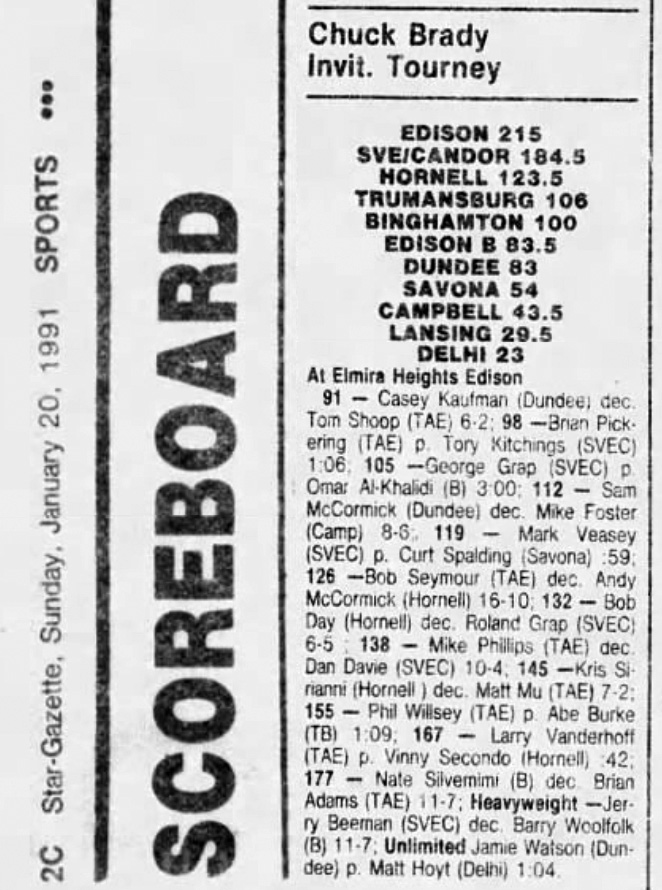 2C Star-Gazette, Sunday, January 20, 1991 SPORTS •••
SCOREBOARD
Chuck Brady
Invit. Tourney
EDISON 215
SVE/CANDOR 184.5
HORNELL 123.5
TRUMANSBURG 106
BINGHAMTON 100
EDISON B 83.5
DUNDEE 83
SAVONA 54
CAMPBELL 43.5
LANSING 29.5
DELHI 23
At Elmira Heights Edison
91 — Casey Kaufman (Dundee) dec.
Tom Shoop (TAE) 6-2; 98 —Brian Pick-
ering (TAE) p. Tory Kitchings (SVEC)
1:06; 105 —George Grap (SVEC) p.
Omar Al-Khalidi (B) 3:00; 112 — Sam
McCormick (Dundee) dec. Mike Foster
(Camp) 8-6; 119 — Mark Veasey
(SVEC) p. Curt Spalding (Savona) :59;
126 —Bob Seymour (TAE) dec. Andy
McCormick (Hornell) 16-10; 132 — Bob
Day (Hornell) dec. Roland Grap (SVEC)
6-5 ; 138 — Mike Phillips (TAE) dec.
Dan Davie (SVEC) 10-4; 145 —Kris Si-
rianni (Hornell ) dec. Matt Mu (TAE) 7-2;
155 — Phil Willsey (TAE) p. Abe Burke
(TB) 1:09; 167 — Larry Vanderhoff
(TAE) p. Vinny Secondo (Hornell) :42;
177 — Nate Silvernimi (B) dec. Brian
Adams (TAE) 11-7; Heavyweight —Jer-
ry Beeman (SVEC) dec. Barry Woolfolk
(B) 11-7; Unlimited Jamie Watson (Dun-
dee) p. Matt Hoyt (Delhi) 1:04.